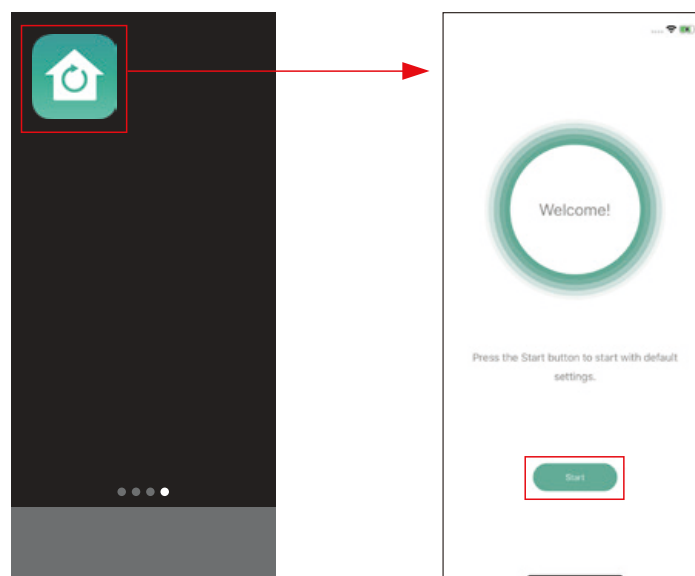 Welcome!
Press the Start button to start with default
settings.
Start